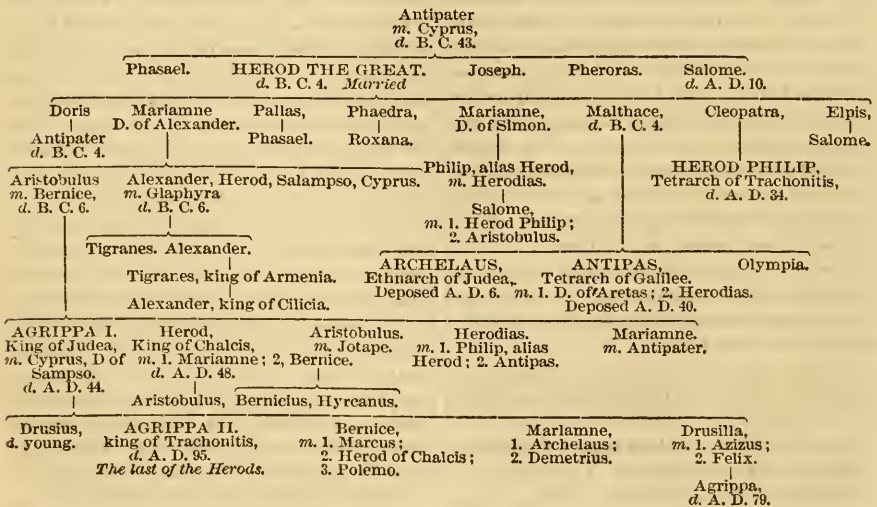 Antipater
m. Cyprus,
d. B. C. 43.
Phasael. HEROD THE GREAT. Joseph. Pheroras. Salome.
d. B. C. 4. Married d. A. D. 10.
Doris Mariamne Pallas, Phaedra, Mariamne, Malthace, Cleopatra, Elpis,
D. of Alexander. D. of Simon. d. B. C. 4.
Antipater Phasael. Roxana. Salome.
d. B. C. 4.
Philip, alias Herod, HEROD PHILIP,
Aristobulus Alexander, Herod, Salampso, Cyprus. m. Herodias. Tetrarch of Trachonitis,
m. Bernice, m. Glaphyra d. A. D. 34.
d. B. C. 6. d. B. C. 6. Salome,
m. 1. Herod Philip;
2. Aristobulus.
Tigranes. Alexander.
ARCHELAUS, ANTIPAS, Olympia.
Tigranes, king of Armenia. Ethnarch of Judea, Tetrarch of Galilee.
Deposed A. D. 6. m. 1. D. of Aretas; 2. Herodias.
Alexander, king of Cilicia. Deposed A. D. 40.
AGRIPPA I. Herod, Aristobulus. Herodias. Mariamne.
King of Judea, King of Chalcis, m. Jotape. m. 1. Philip, alias m. Antipater.
m. Cyprus, D of m. 1. Mariamne; 2, Bernice. Herod; 2. Antipas.
Sampso. d. A. D. 48.
d. A. D. 44.
Aristobulus, Bernicius, Hyrcanus.
Drusius, AGRIPPA II. Bernice, Mariamne, Drusilla,
d. young. king of Trachonitis, m. 1. Marcus; 1. Archelaus; m. 1. Azizus;
d. A. D. 95. 2. Herod of Chalcis; 2. Demetrius. 2. Felix.
The last of the Herods. 3. Polemo.
Agrippa,
d. A. D. 79.